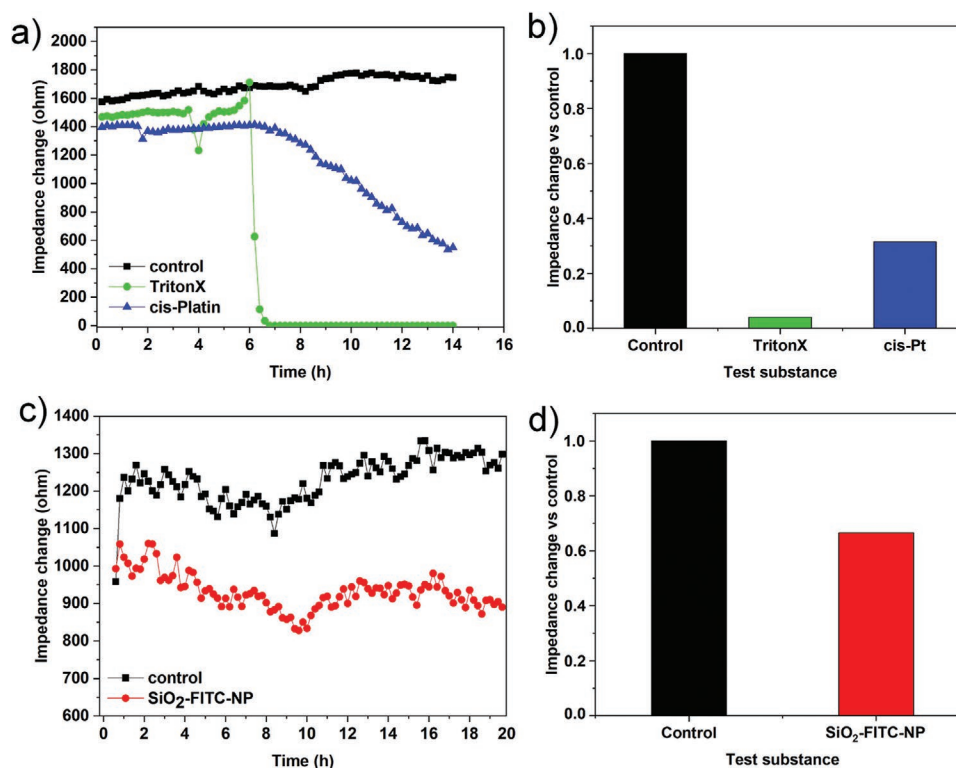 a)
Impedance change (ohm)
2000
1800
1600
1400
1200
1000
800
600
400
200
0
control
TritonX
cis-Platin
0 2 4 6 8 10 12 14 16
Time (h)
b)
Impedance change vs control
1.0
0.8
0.6
0.4
0.2
0.0
Control TritonX cis-Pt
Test substance
c)
Impedance change (ohm)
1400
1300
1200
1100
1000
900
800
700
600
control
SiO₂-FITC-NP
0 2 4 6 8 10 12 14 16 18 20
Time (h)
d)
Impedance change vs control
1.0
0.8
0.6
0.4
0.2
0.0
Control SiO₂-FITC-NP
Test substance